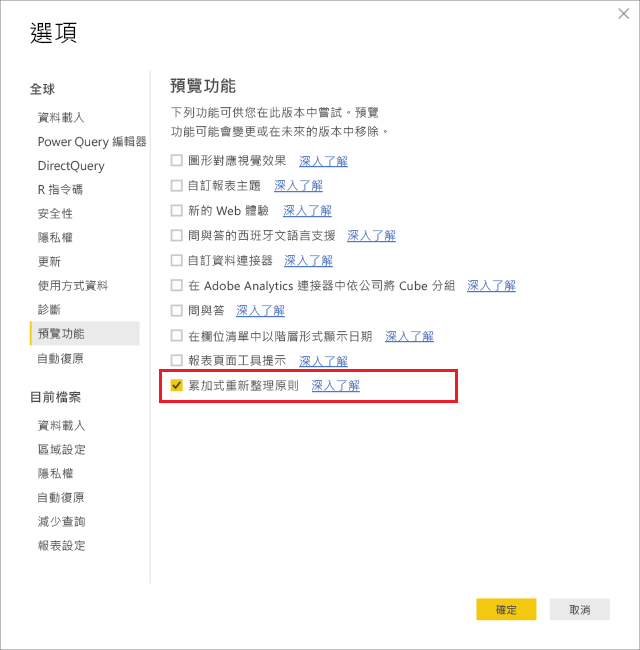 選項
全球
資料載入
Power Query 編輯器
DirectQuery
R 指令碼
安全性
隱私權
更新
使用方式資料
診斷
預覽功能
自動復原
目前檔案
資料載入
區域設定
隱私權
自動復原
減少查詢
報表設定
預覽功能
下列功能可供您在此版本中嘗試。預覽
功能可能會變更或在未來的版本中移除。
圖形對應視覺效果 深入了解
自訂報表主題 深入了解
新的 Web 體驗 深入了解
問與答的西班牙文語言支援 深入了解
自訂資料連接器 深入了解
在 Adobe Analytics 連接器中依公司將 Cube 分組 深入了解
問與答 深入了解
在欄位清單中以階層形式顯示日期 深入了解
報表頁面工具提示 深入了解
累加式重新整理原則 深入了解
確定 取消